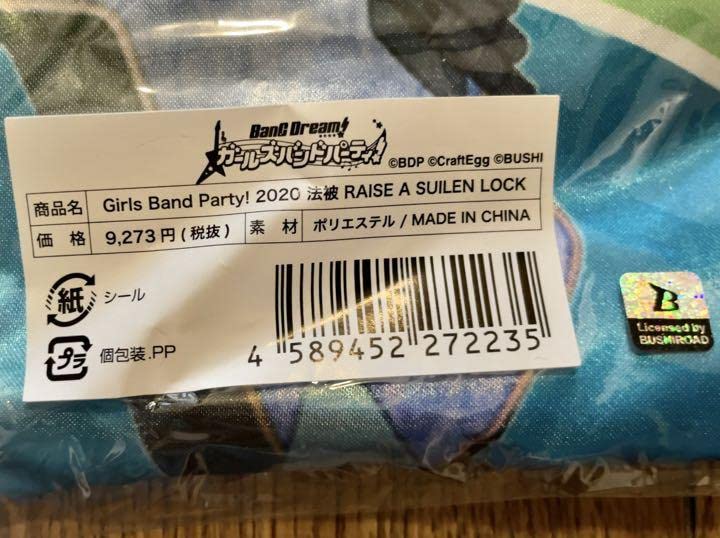 BanG Dream!
ガールズバンドパーティ!
©BDP ©CraftEgg ©BUSHI
商品名 Girls Band Party! 2020 法被 RAISE A SUILEN LOCK
価 格 9,273円(税抜) 素 材 ポリエステル / MADE IN CHINA
紙 シール
プラ 個包装.PP
4 589452 272235
B
Licensed by
BUSHIROAD